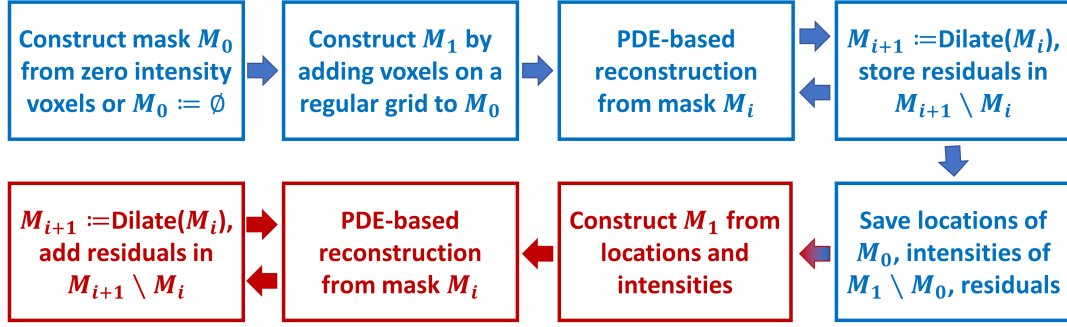 Construct mask M₀
from zero intensity
voxels or M₀ ≔ ∅
Construct M₁ by
adding voxels on a
regular grid to M₀
PDE-based
reconstruction
from mask Mᵢ
Mᵢ₊₁ ≔Dilate(Mᵢ),
store residuals in
Mᵢ₊₁ \ Mᵢ
Mᵢ₊₁ ≔Dilate(Mᵢ),
add residuals in
Mᵢ₊₁ \ Mᵢ
PDE-based
reconstruction
from mask Mᵢ
Construct M₁ from
locations and
intensities
Save locations of
M₀, intensities of
M₁ \ M₀, residuals